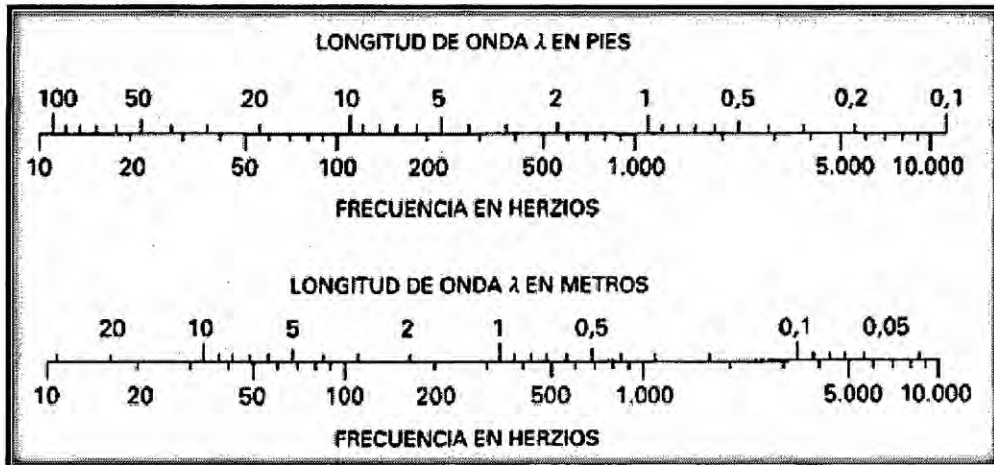 LONGITUD DE ONDA λ EN PIES
100 50 20 10 5 2 1 0,5 0,2 0,1
10 20 50 100 200 500 1.000 5.000 10.000
FRECUENCIA EN HERZIOS
LONGITUD DE ONDA λ EN METROS
20 10 5 2 1 0,5 0,1 0,05
10 20 50 100 200 500 1,000 5.000 10.000
FRECUENCIA EN HERZIOS